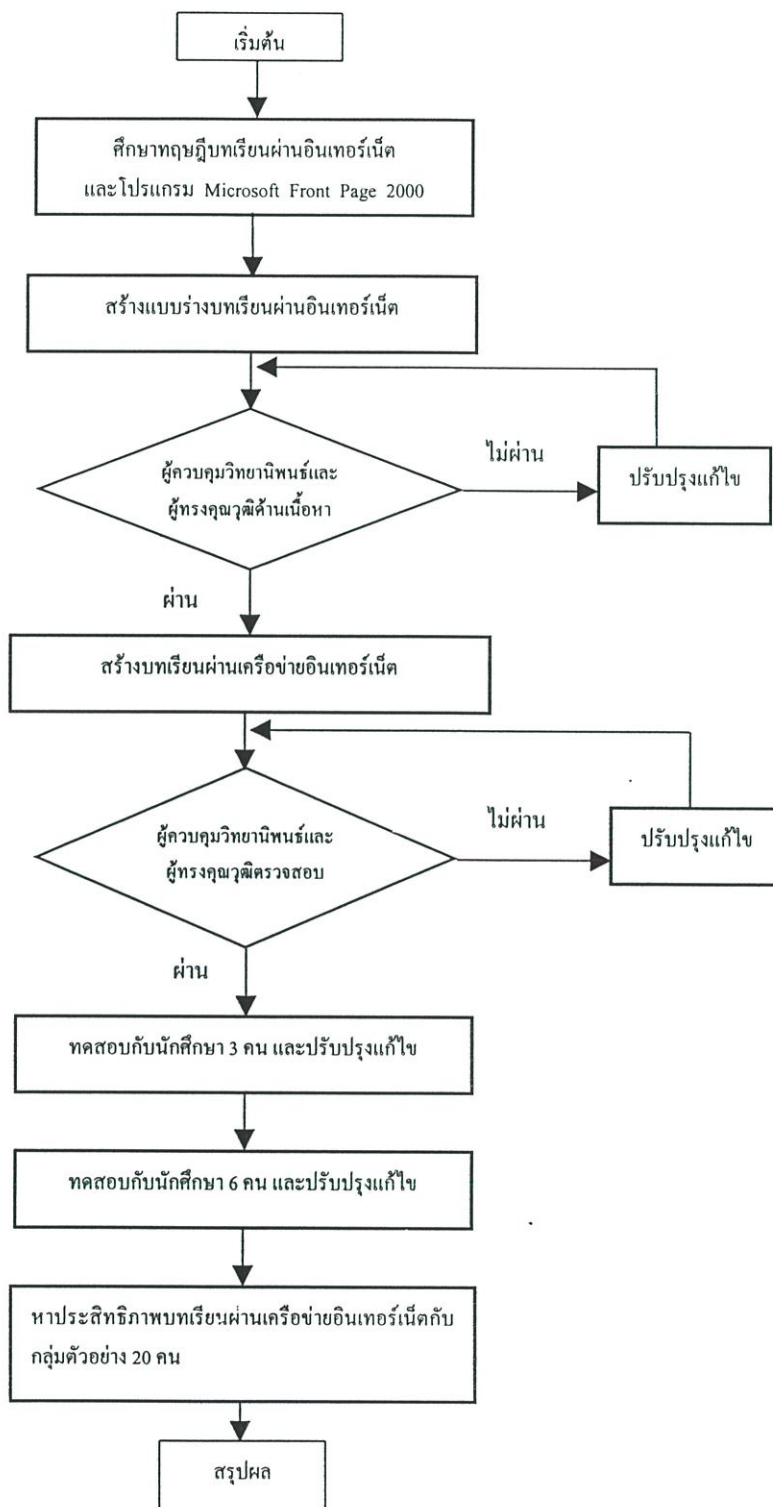 เริ่มต้น
ศึกษาทฤษฎีบทเรียนผ่านอินเทอร์เน็ต
และโปรแกรม Microsoft Front Page 2000
สร้างแบบร่างบทเรียนผ่านอินเทอร์เน็ต
ผู้ควบคุมวิทยานิพนธ์และ
ผู้ทรงคุณวุฒิด้านเนื้อหา
ไม่ผ่าน
ปรับปรุงแก้ไข
ผ่าน
สร้างบทเรียนผ่านเครือข่ายอินเทอร์เน็ต
ผู้ควบคุมวิทยานิพนธ์และ
ผู้ทรงคุณวุฒิตรวจสอบ
ไม่ผ่าน
ปรับปรุงแก้ไข
ผ่าน
ทดสอบกับนักศึกษา 3 คน และปรับปรุงแก้ไข
ทดสอบกับนักศึกษา 6 คน และปรับปรุงแก้ไข
หาประสิทธิภาพบทเรียนผ่านเครือข่ายอินเทอร์เน็ตกับ
กลุ่มตัวอย่าง 20 คน
สรุปผล